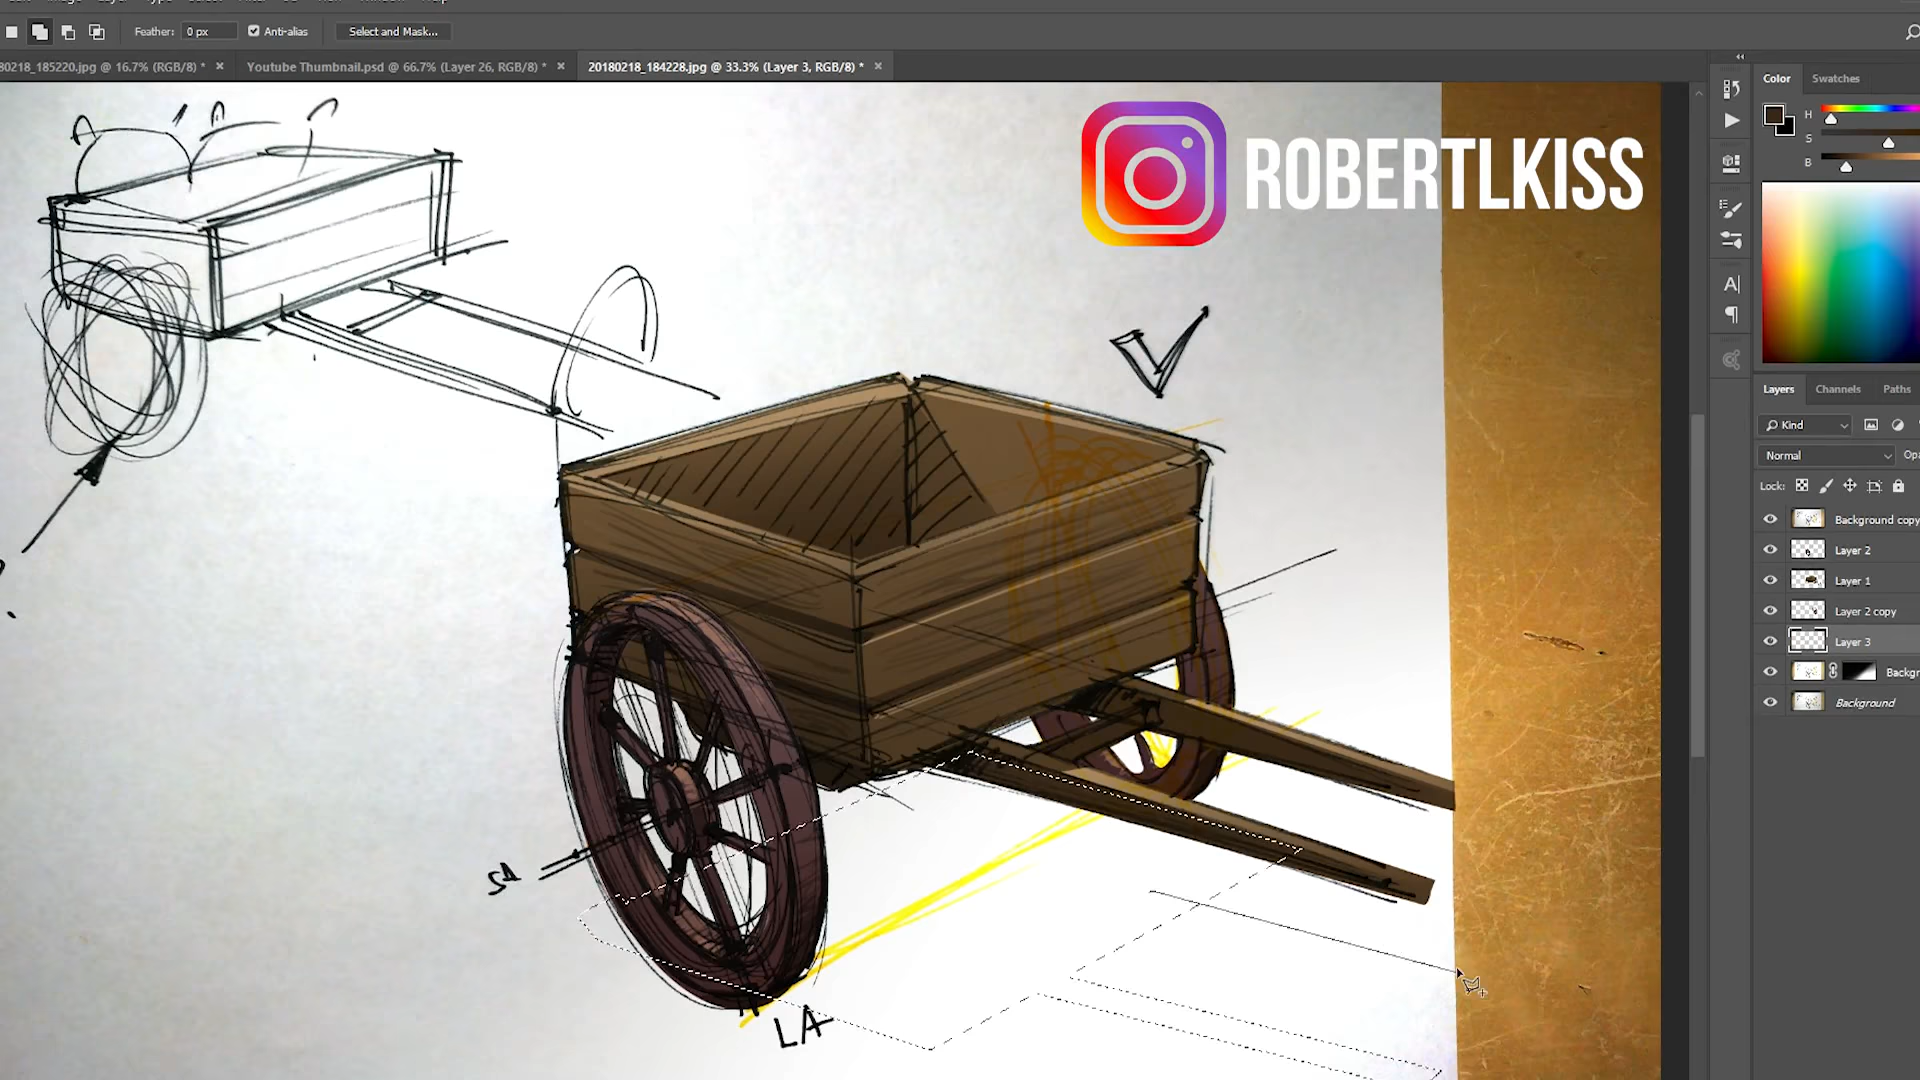 Feather: 0 px Anti-alias Select and Mask...
80218_185220.jpg @ 16.7% (RGB/8) * Youtube Thumbnail.psd @ 66.7% (Layer 26, RGB/8) * 20180218_184228.jpg @ 33.3% (Layer 3, RGB/8) *
Color Swatches
H
S
B
ROBERTLKISS
SA
LA
Layers Channels Paths
Kind
Normal Opa
Lock:
Background copy
Layer 2
Layer 1
Layer 2 copy
Layer 3
Backgr
Background